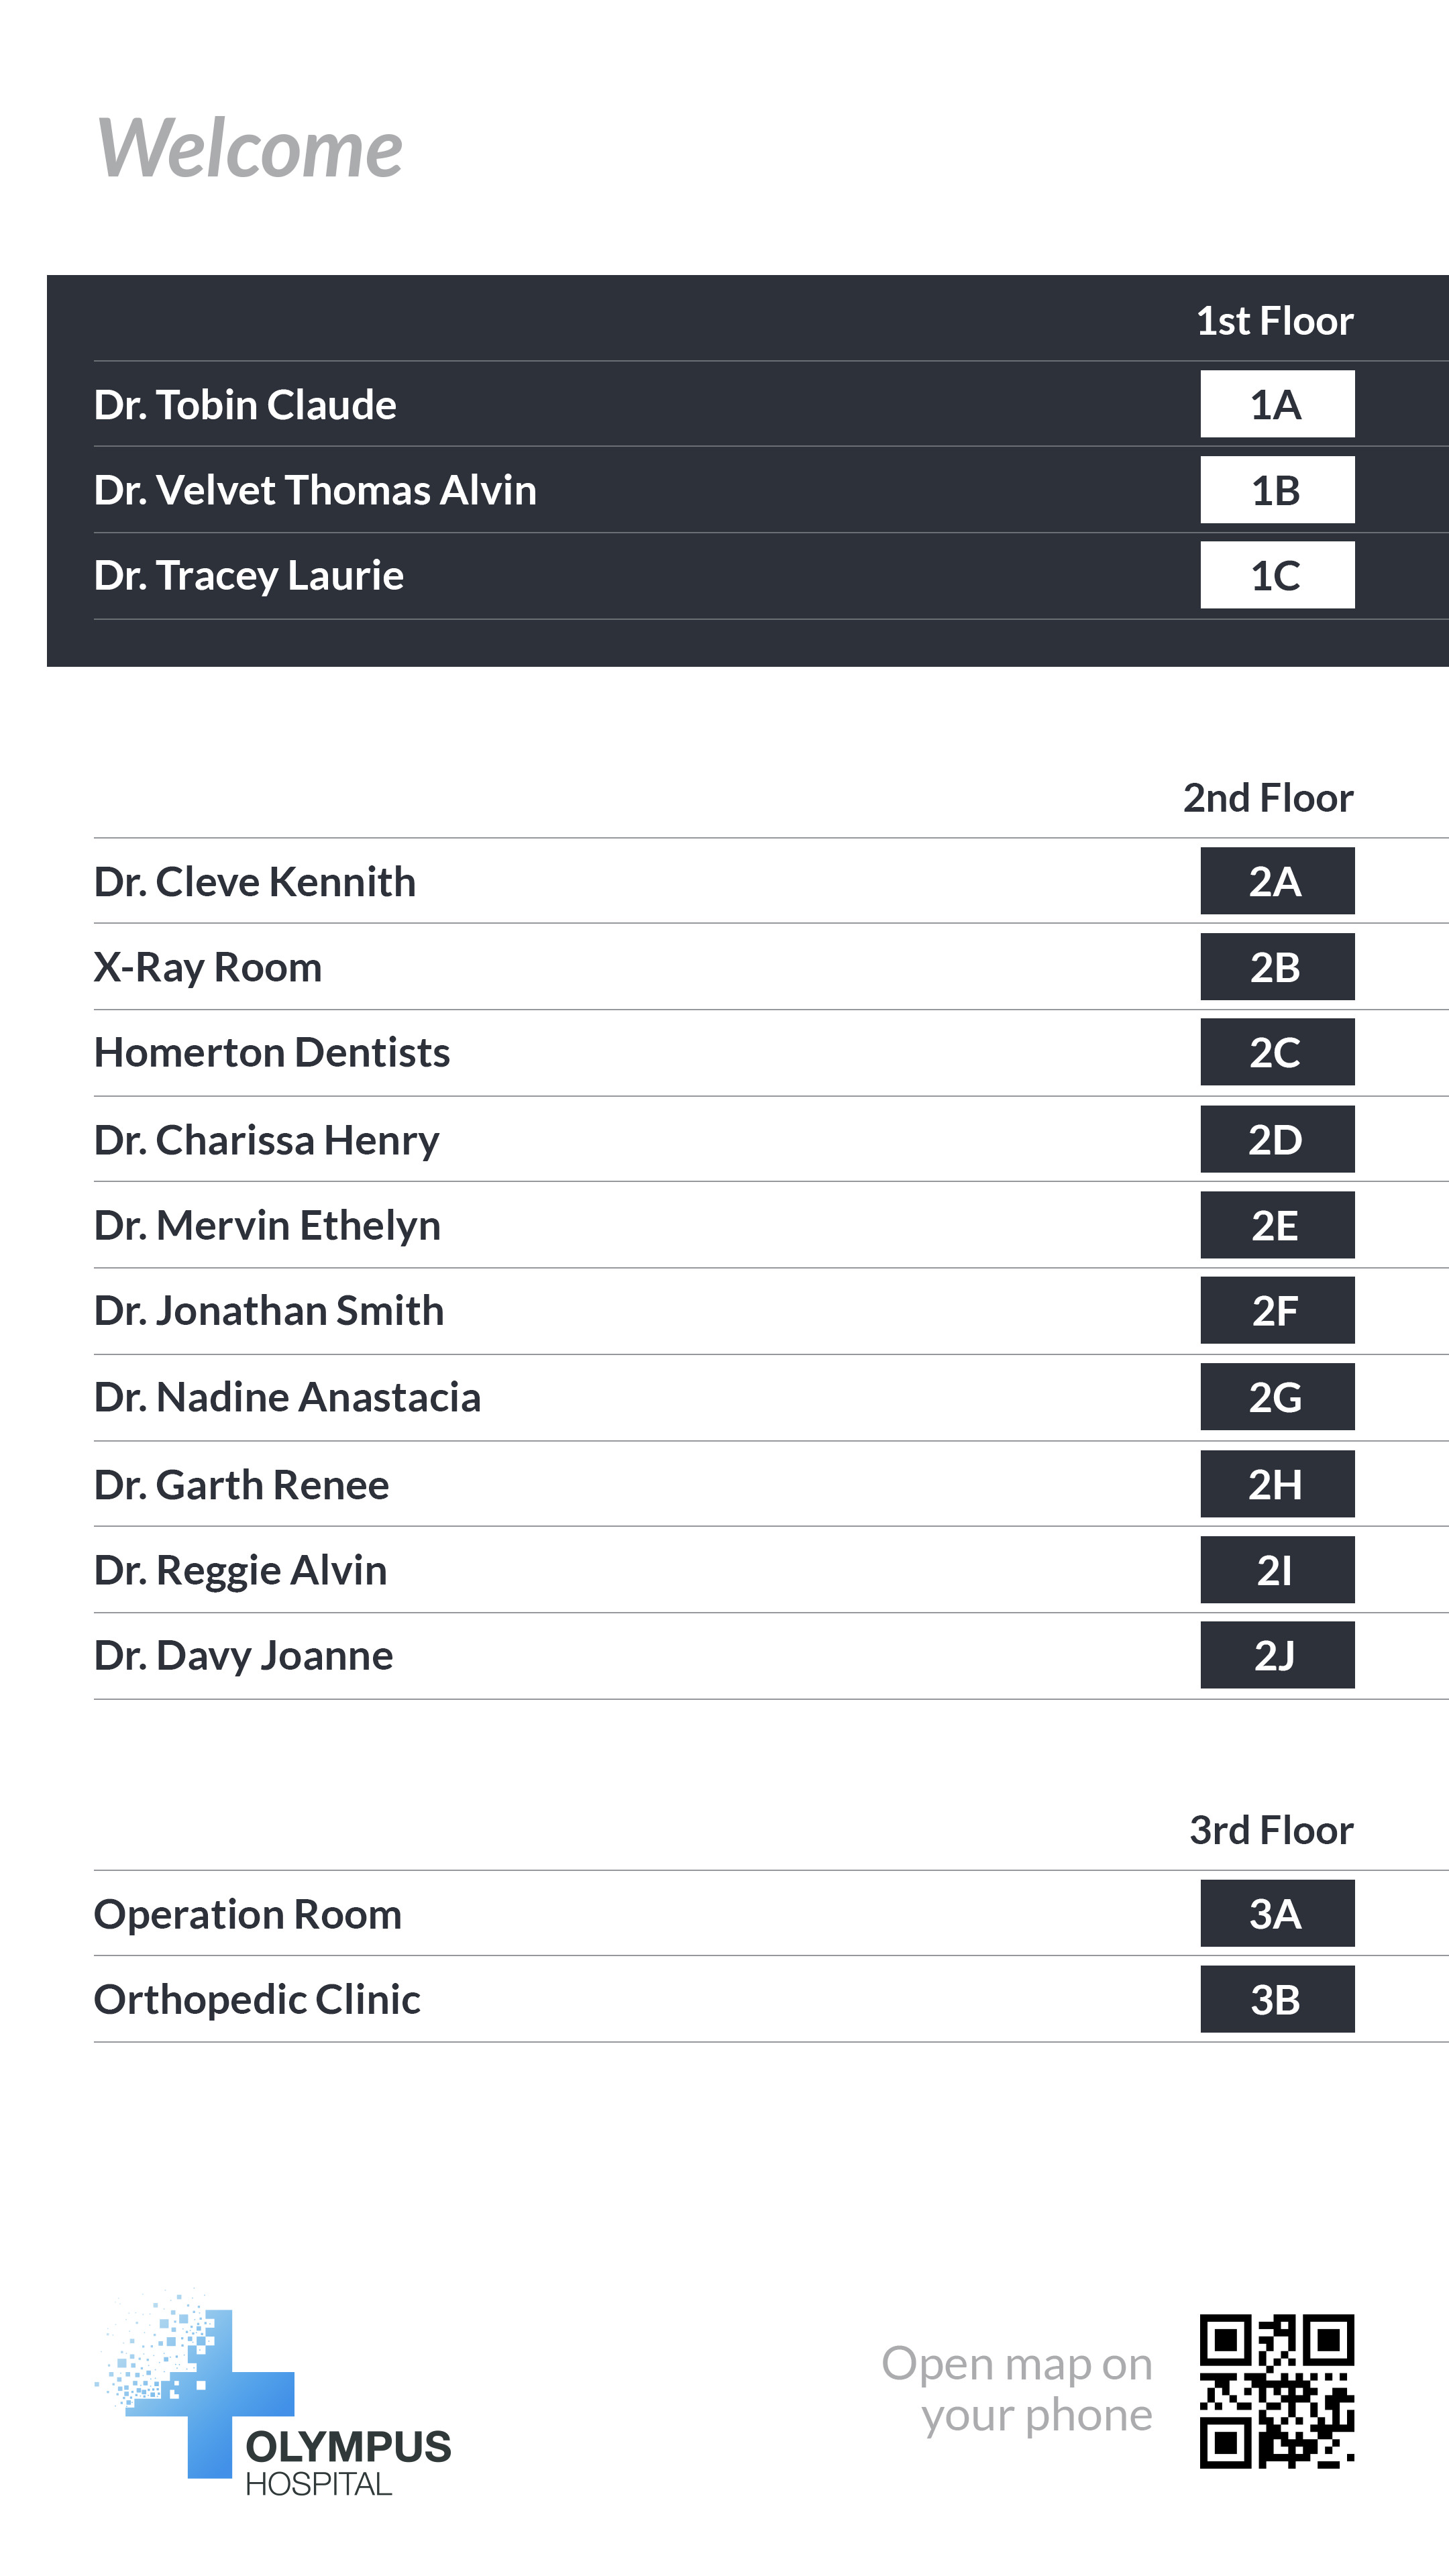 Welcome
1st Floor
Dr. Tobin Claude 1A
Dr. Velvet Thomas Alvin 1B
Dr. Tracey Laurie 1C
2nd Floor
Dr. Cleve Kennith 2A
X-Ray Room 2B
Homerton Dentists 2C
Dr. Charissa Henry 2D
Dr. Mervin Ethelyn 2E
Dr. Jonathan Smith 2F
Dr. Nadine Anastacia 2G
Dr. Garth Renee 2H
Dr. Reggie Alvin 2I
Dr. Davy Joanne 2J
3rd Floor
Operation Room 3A
Orthopedic Clinic 3B
OLYMPUS
HOSPITAL
Open map on
your phone